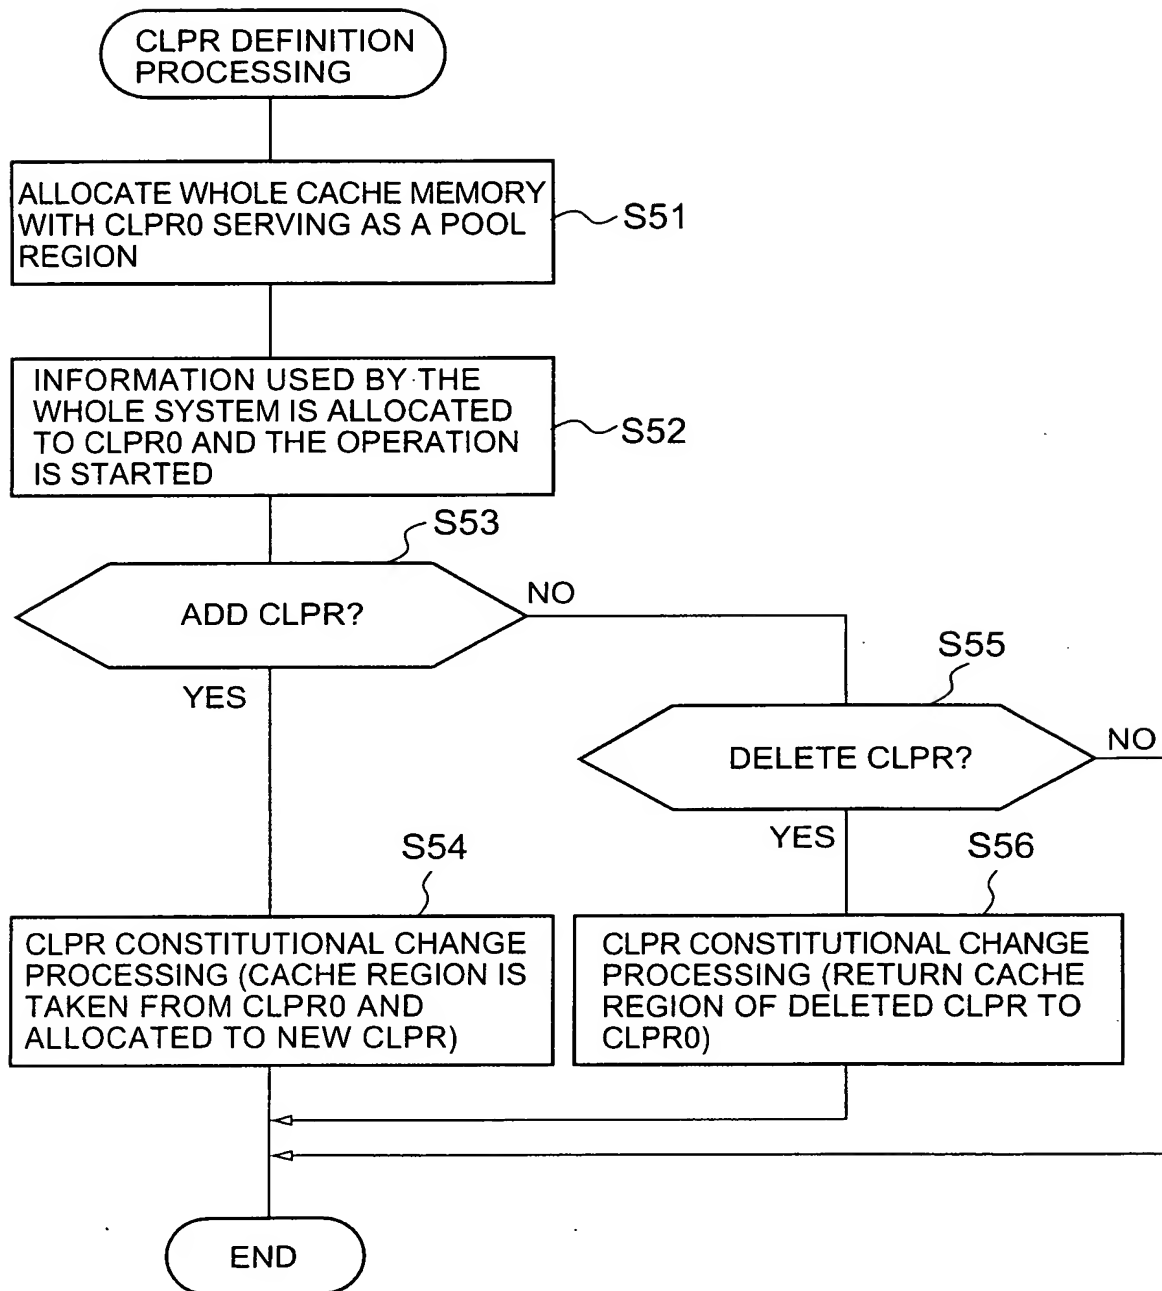 CLPR DEFINITION
PROCESSING
ALLOCATE WHOLE CACHE MEMORY
WITH CLPR0 SERVING AS A POOL
REGION
S51
INFORMATION USED BY THE
WHOLE SYSTEM IS ALLOCATED
TO CLPR0 AND THE OPERATION
IS STARTED
S52
S53
ADD CLPR?
NO
YES
S55
DELETE CLPR?
NO
YES
S54
CLPR CONSTITUTIONAL CHANGE
PROCESSING (CACHE REGION IS
TAKEN FROM CLPR0 AND
ALLOCATED TO NEW CLPR)
S56
CLPR CONSTITUTIONAL CHANGE
PROCESSING (RETURN CACHE
REGION OF DELETED CLPR TO
CLPR0)
END